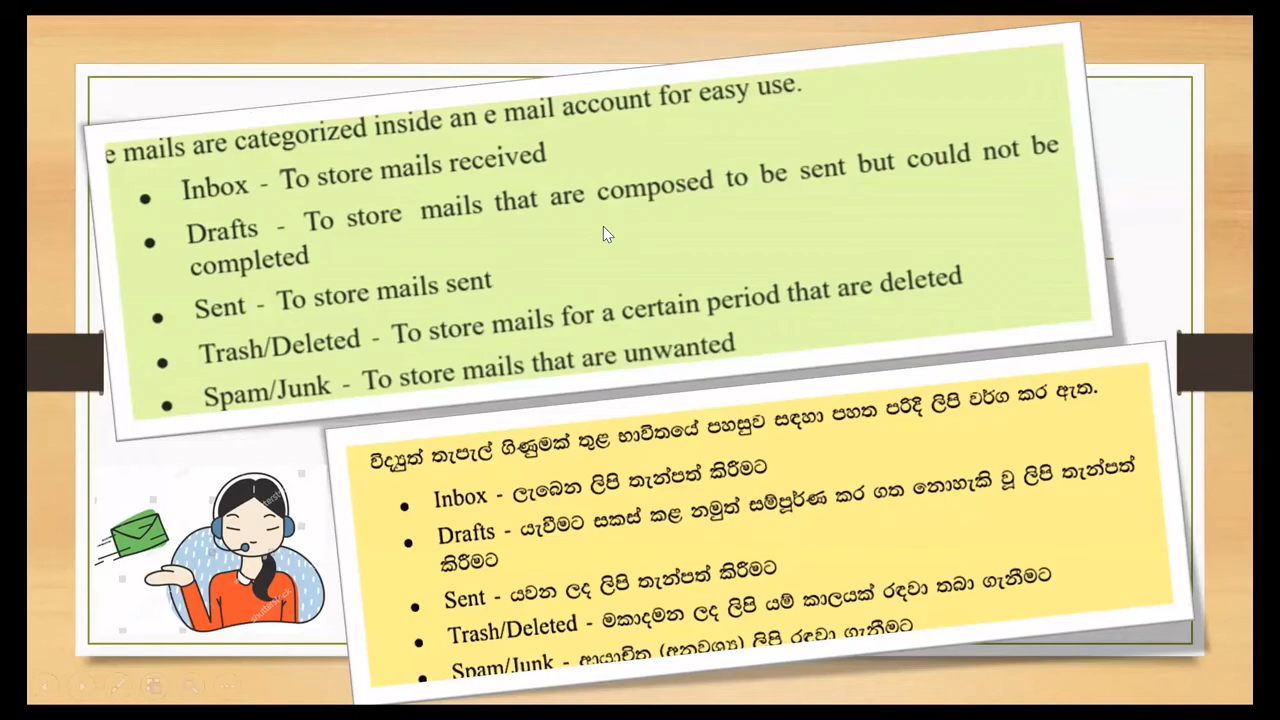 e mails are categorized inside an e mail account for easy use.
● Inbox - To store mails received
● Drafts - To store mails that are composed to be sent but could not be
completed
● Sent - To store mails sent
● Trash/Deleted - To store mails for a certain period that are deleted
● Spam/Junk - To store mails that are unwanted
විද්‍යුත් තැපැල් ගිණුමක් තුළ භාවිතයේ පහසුව සඳහා පහත පරිදි ලිපි වර්ග කර ඇත.
● Inbox - ලැබෙන ලිපි තැන්පත් කිරීමට
● Drafts - යැවීමට සකස් කළ නමුත් සම්පූර්ණ කර ගත නොහැකි වූ ලිපි තැන්පත්
කිරීමට
● Sent - යවන ලද ලිපි තැන්පත් කිරීමට
● Trash/Deleted - මකාදමන ලද ලිපි යම් කාලයක් රඳවා තබා ගැනීමට
● Spam/Junk - ආයාචිත (අනවශ්‍ය) ලිපි රඳවා ගැනීමට